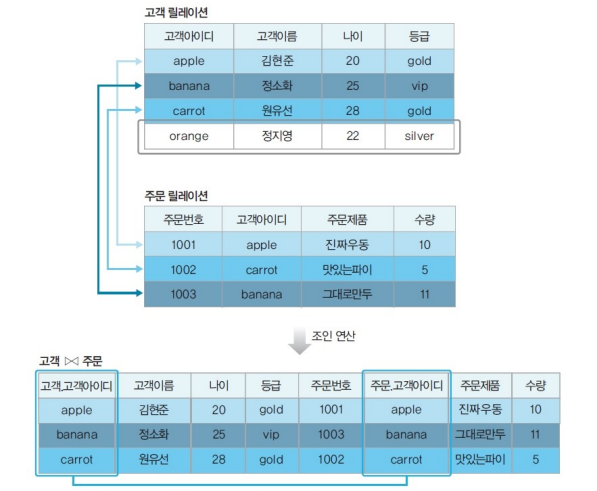 고객 릴레이션
고객아이디 고객이름 나이 등급
apple 김현준 20 gold
banana 정소화 25 vip
carrot 원유선 28 gold
orange 정지영 22 silver
주문 릴레이션
주문번호 고객아이디 주문제품 수량
1001 apple 진짜우동 10
1002 carrot 맛있는파이 5
1003 banana 그대로만두 11
조인 연산
고객 ⋈ 주문
고객.고객아이디 고객이름 나이 등급 주문번호 주문.고객아이디 주문제품 수량
apple 김현준 20 gold 1001 apple 진짜우동 10
banana 정소화 25 vip 1003 banana 그대로만두 11
carrot 원유선 28 gold 1002 carrot 맛있는파이 5